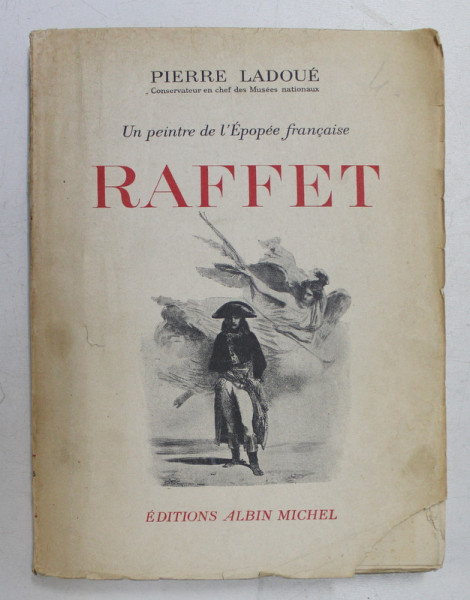 PIERRE LADOUÉ
Conservateur en chef des Musées nationaux
Un peintre de l'Épopée française
RAFFET
ÉDITIONS ALBIN MICHEL